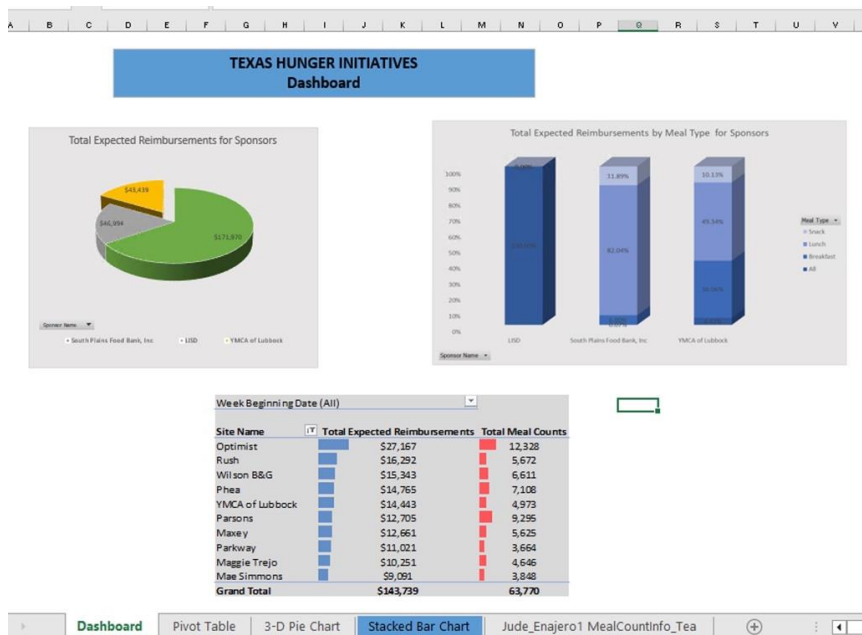 A B C D E F G H I J K L M N O P Q R S T U V
TEXAS HUNGER INITIATIVES
Dashboard
Total Expected Reimbursements for Sponsors
$43,439
$46,994
$171,970
Sponsor Name
South Plains Food Bank, Inc LISD YMCA of Lubbock
Total Expected Reimbursements by Meal Type for Sponsors
100%
90%
80%
70%
60%
50%
40%
30%
20%
10%
0%
11.89%
82.04%
10.13%
49.34%
LISD South Plains Food Bank, Inc YMCA of Lubbock
Meal Type
Snack
Lunch
Breakfast
All
Sponsor Name
Week Beginning Date (All)
Site Name Total Expected Reimbursements Total Meal Counts
Optimist $27,167 12,328
Rush $16,292 5,672
Wilson B&G $15,343 6,611
Phea $14,765 7,108
YMCA of Lubbock $14,443 4,973
Parsons $12,705 9,295
Maxey $12,661 5,625
Parkway $11,021 3,664
Maggie Trejo $10,251 4,646
Mae Simmons $9,091 3,848
Grand Total $143,739 63,770
Dashboard Pivot Table 3-D Pie Chart Stacked Bar Chart Jude_Enajero1 MealCountInfo_Tea